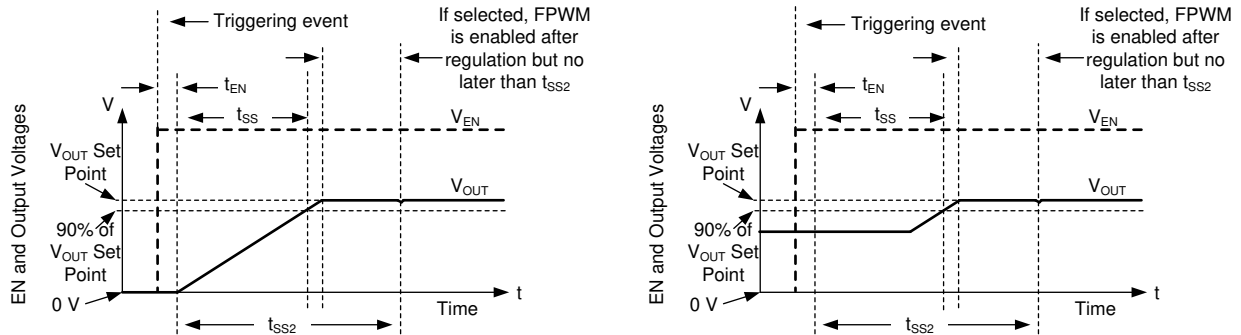 Triggering event
If selected, FPWM
is enabled after
regulation but no
later than tSS2
tEN
V
tSS
VEN
EN and Output Voltages
VOUT Set
Point
VOUT
90% of
VOUT Set
Point
0 V
t
Time
tSS2
Triggering event
If selected, FPWM
is enabled after
regulation but no
later than tSS2
tEN
V
tSS
VEN
EN and Output Voltages
VOUT Set
Point
VOUT
90% of
VOUT Set
Point
0 V
t
Time
tSS2